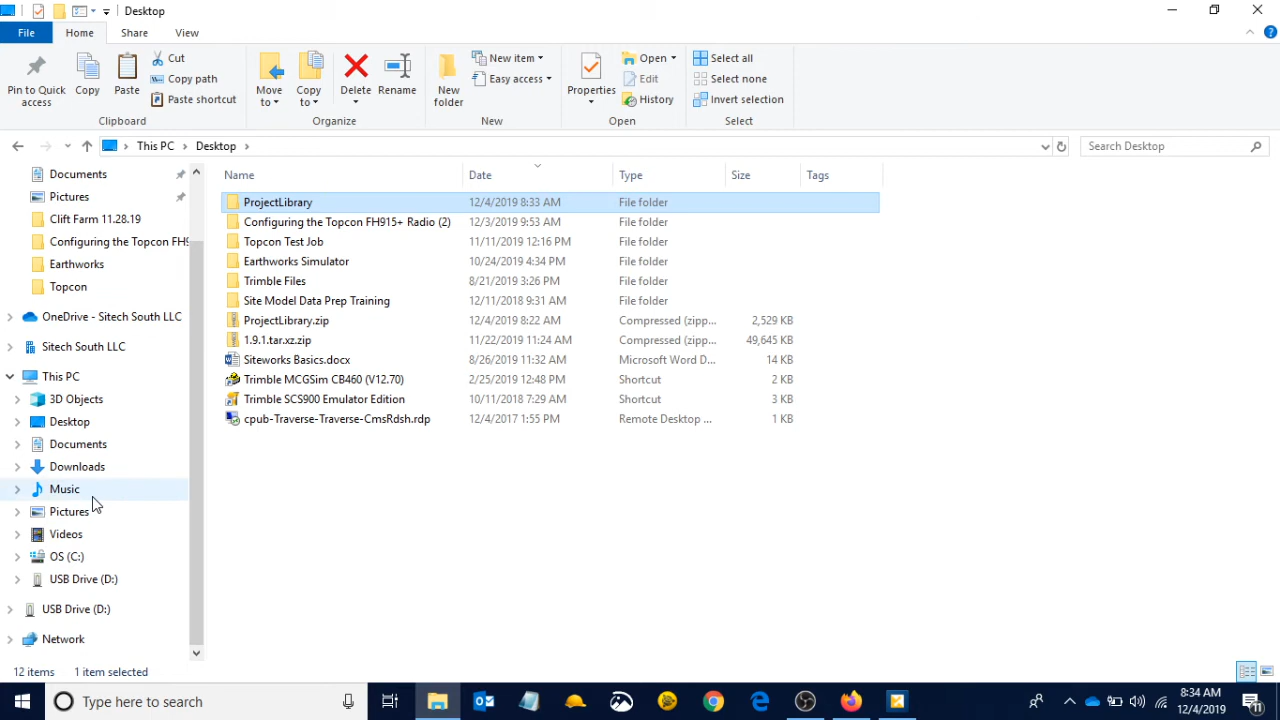 Desktop
File Home Share View
Pin to Quick access
Copy
Paste
Cut
Copy path
Paste shortcut
Clipboard
Move to
Copy to
Delete
Rename
Organize
New folder
New item
Easy access
New
Properties
Open
Edit
History
Open
Select all
Select none
Invert selection
Select
This PC > Desktop >
Search Desktop
Documents
Pictures
Clift Farm 11.28.19
Configuring the Topcon FH9
Earthworks
Topcon
OneDrive - Sitech South LLC
Sitech South LLC
This PC
3D Objects
Desktop
Documents
Downloads
Music
Pictures
Videos
OS (C:)
USB Drive (D:)
USB Drive (D:)
Network
Name Date Type Size Tags
ProjectLibrary 12/4/2019 8:33 AM File folder
Configuring the Topcon FH915+ Radio (2) 12/3/2019 9:53 AM File folder
Topcon Test Job 11/11/2019 12:16 PM File folder
Earthworks Simulator 10/24/2019 4:34 PM File folder
Trimble Files 8/21/2019 3:26 PM File folder
Site Model Data Prep Training 12/11/2018 9:31 AM File folder
ProjectLibrary.zip 12/4/2019 8:22 AM Compressed (zipp... 2,529 KB
1.9.1.tar.xz.zip 11/22/2019 11:24 AM Compressed (zipp... 49,645 KB
Siteworks Basics.docx 8/26/2019 11:32 AM Microsoft Word D... 14 KB
Trimble MCGSim CB460 (V12.70) 2/25/2019 12:48 PM Shortcut 2 KB
Trimble SCS900 Emulator Edition 10/11/2018 7:29 AM Shortcut 3 KB
cpub-Traverse-Traverse-CmsRdsh.rdp 12/4/2017 1:55 PM Remote Desktop ... 1 KB
12 items 1 item selected
Type here to search
8:34 AM
12/4/2019
11